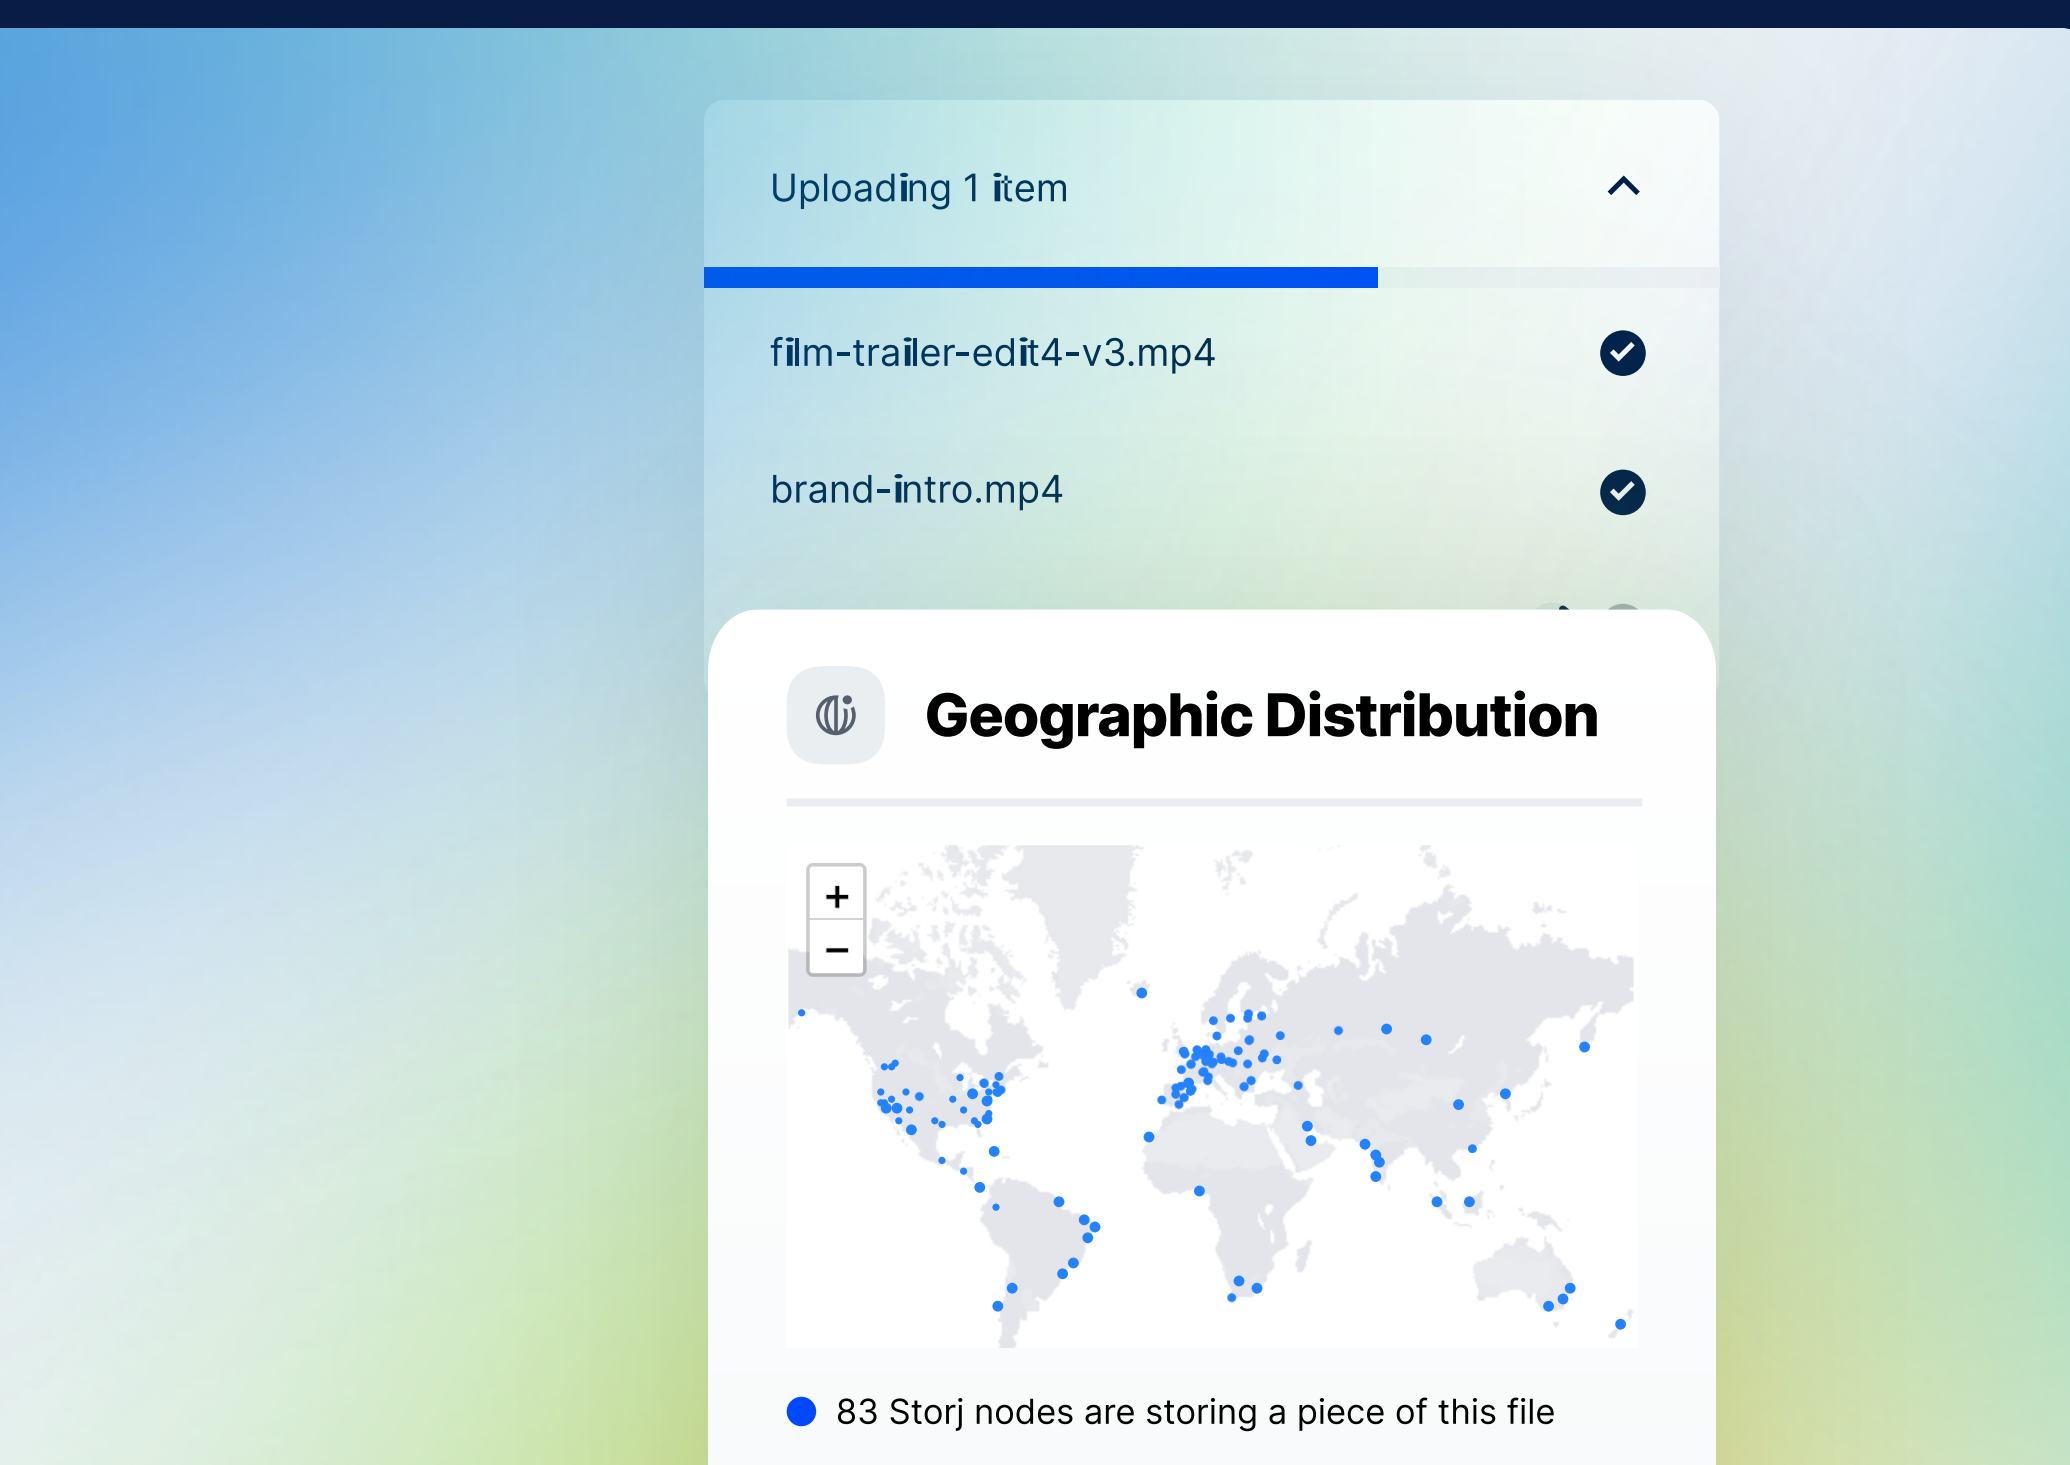 Uploading 1 item
film-trailer-edit4-v3.mp4
brand-intro.mp4
Geographic Distribution
+
−
83 Storj nodes are storing a piece of this file